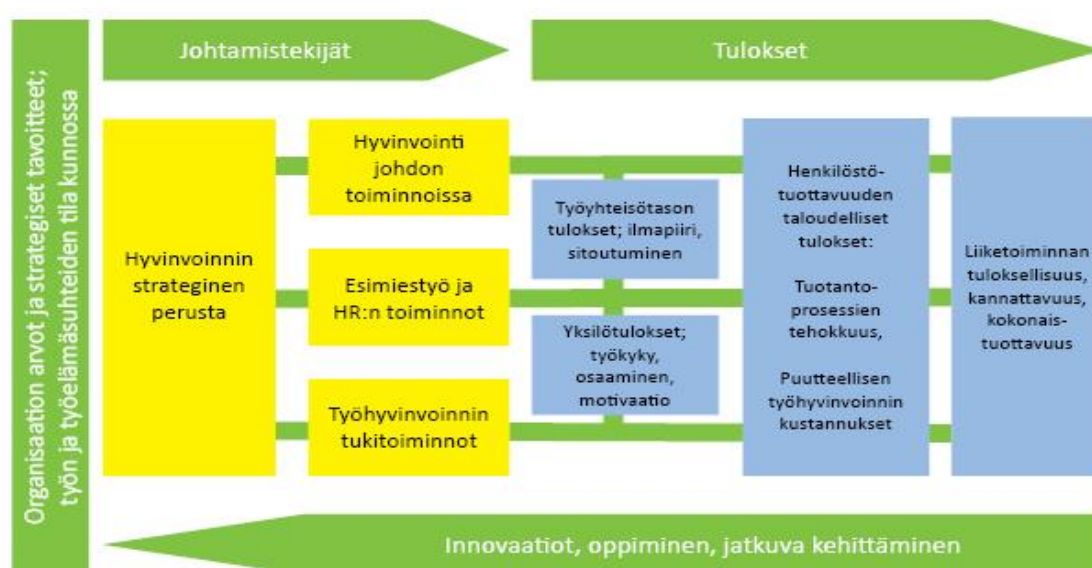 Organisaation arvot ja strategiset tavoitteet;
työn ja työelämäsuhteiden tila kunnossa
Johtamistekijät
Tulokset
Hyvinvoinnin
strateginen
perusta
Hyvinvointi
johdon
toiminnoissa
Esimiestyö ja
HR:n toiminnot
Työhyvinvoinnin
tukitoiminnot
Työyhteisötason
tulokset; ilmapiiri,
sitoutuminen
Yksilötulokset;
työkyky,
osaaminen,
motivaatio
Henkilöstö-
tuottavuuden
taloudelliset
tulokset:
Tuotanto-
prosessien
tehokkuus,
Puutteellisen
työhyvinvoinnin
kustannukset
Liiketoiminnan
tuloksellisuus,
kannattavuus,
kokonais-
tuottavuus
Innovaatiot, oppiminen, jatkuva kehittäminen